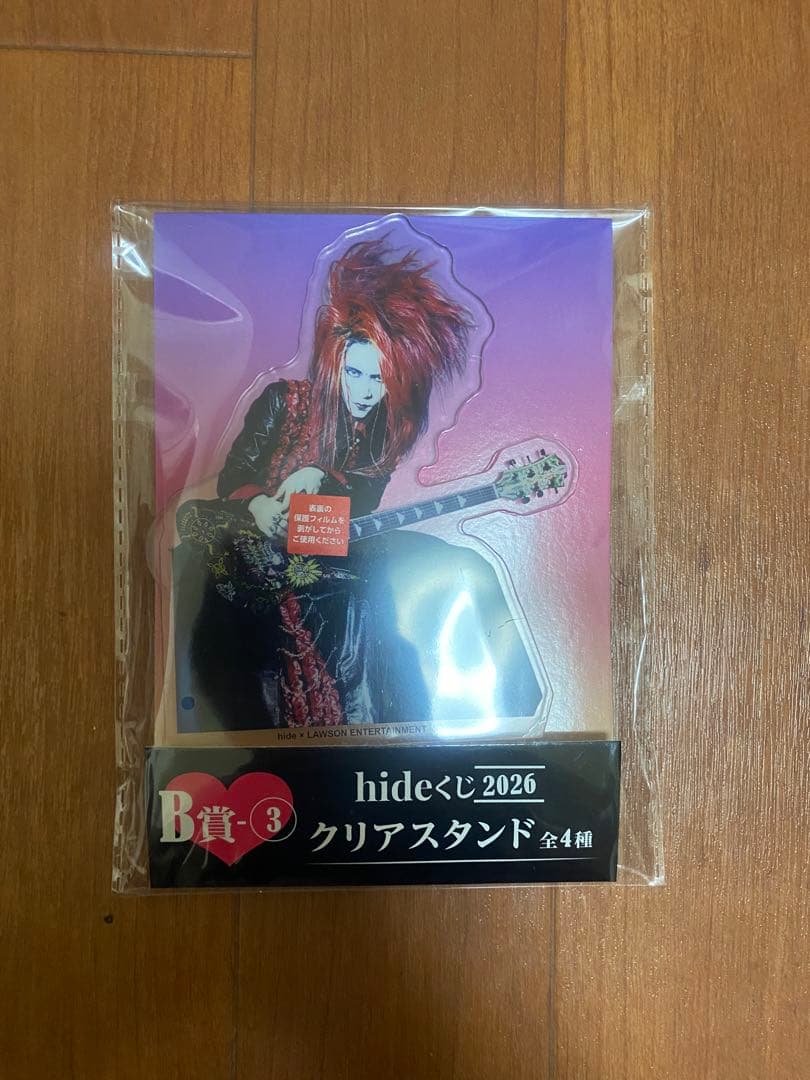 表裏の
保護フィルムを
剥がしてから
ご使用ください
hide × LAWSON ENTERTAINMENT
B賞-③
hideくじ 2026
クリアスタンド 全4種